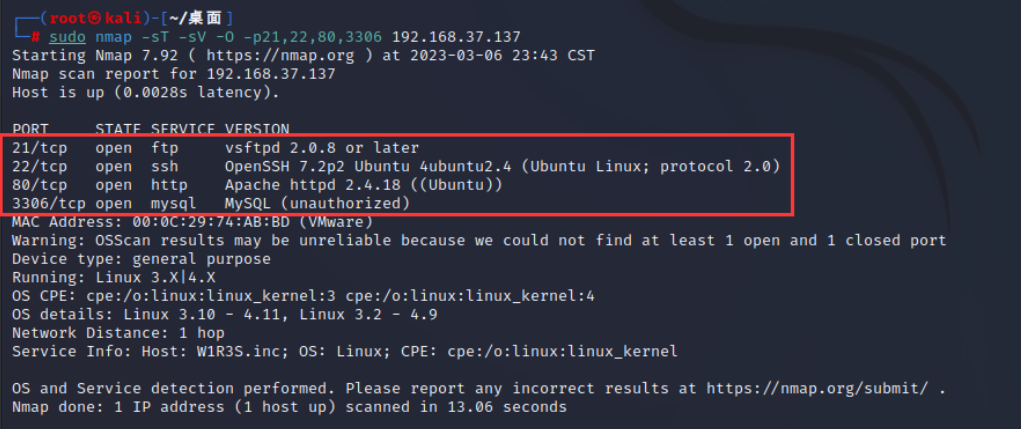 ┌──(root㉿kali)-[~/桌面]
└─# sudo nmap -sT -sV -O -p21,22,80,3306 192.168.37.137
Starting Nmap 7.92 ( https://nmap.org ) at 2023-03-06 23:43 CST
Nmap scan report for 192.168.37.137
Host is up (0.0028s latency).
PORT     STATE SERVICE VERSION
21/tcp   open  ftp     vsftpd 2.0.8 or later
22/tcp   open  ssh     OpenSSH 7.2p2 Ubuntu 4ubuntu2.4 (Ubuntu Linux; protocol 2.0)
80/tcp   open  http    Apache httpd 2.4.18 ((Ubuntu))
3306/tcp open  mysql   MySQL (unauthorized)
MAC Address: 00:0C:29:74:AB:BD (VMware)
Warning: OSScan results may be unreliable because we could not find at least 1 open and 1 closed port
Device type: general purpose
Running: Linux 3.X|4.X
OS CPE: cpe:/o:linux:linux_kernel:3 cpe:/o:linux:linux_kernel:4
OS details: Linux 3.10 - 4.11, Linux 3.2 - 4.9
Network Distance: 1 hop
Service Info: Host: W1R3S.inc; OS: Linux; CPE: cpe:/o:linux:linux_kernel
OS and Service detection performed. Please report any incorrect results at https://nmap.org/submit/ .
Nmap done: 1 IP address (1 host up) scanned in 13.06 seconds